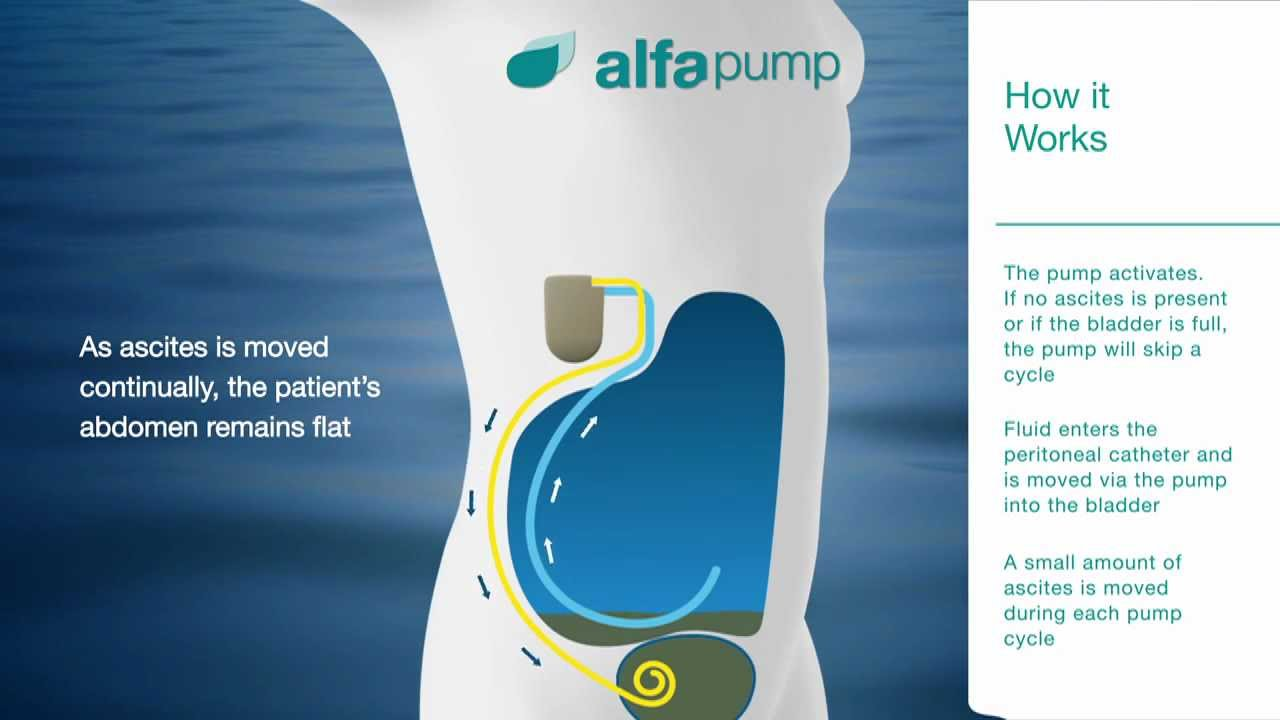 alfapump
How it
Works
The pump activates.
If no ascites is present
or if the bladder is full,
the pump will skip a
cycle
Fluid enters the
peritoneal catheter and
is moved via the pump
into the bladder
A small amount of
ascites is moved
during each pump
cycle
As ascites is moved
continually, the patient's
abdomen remains flat